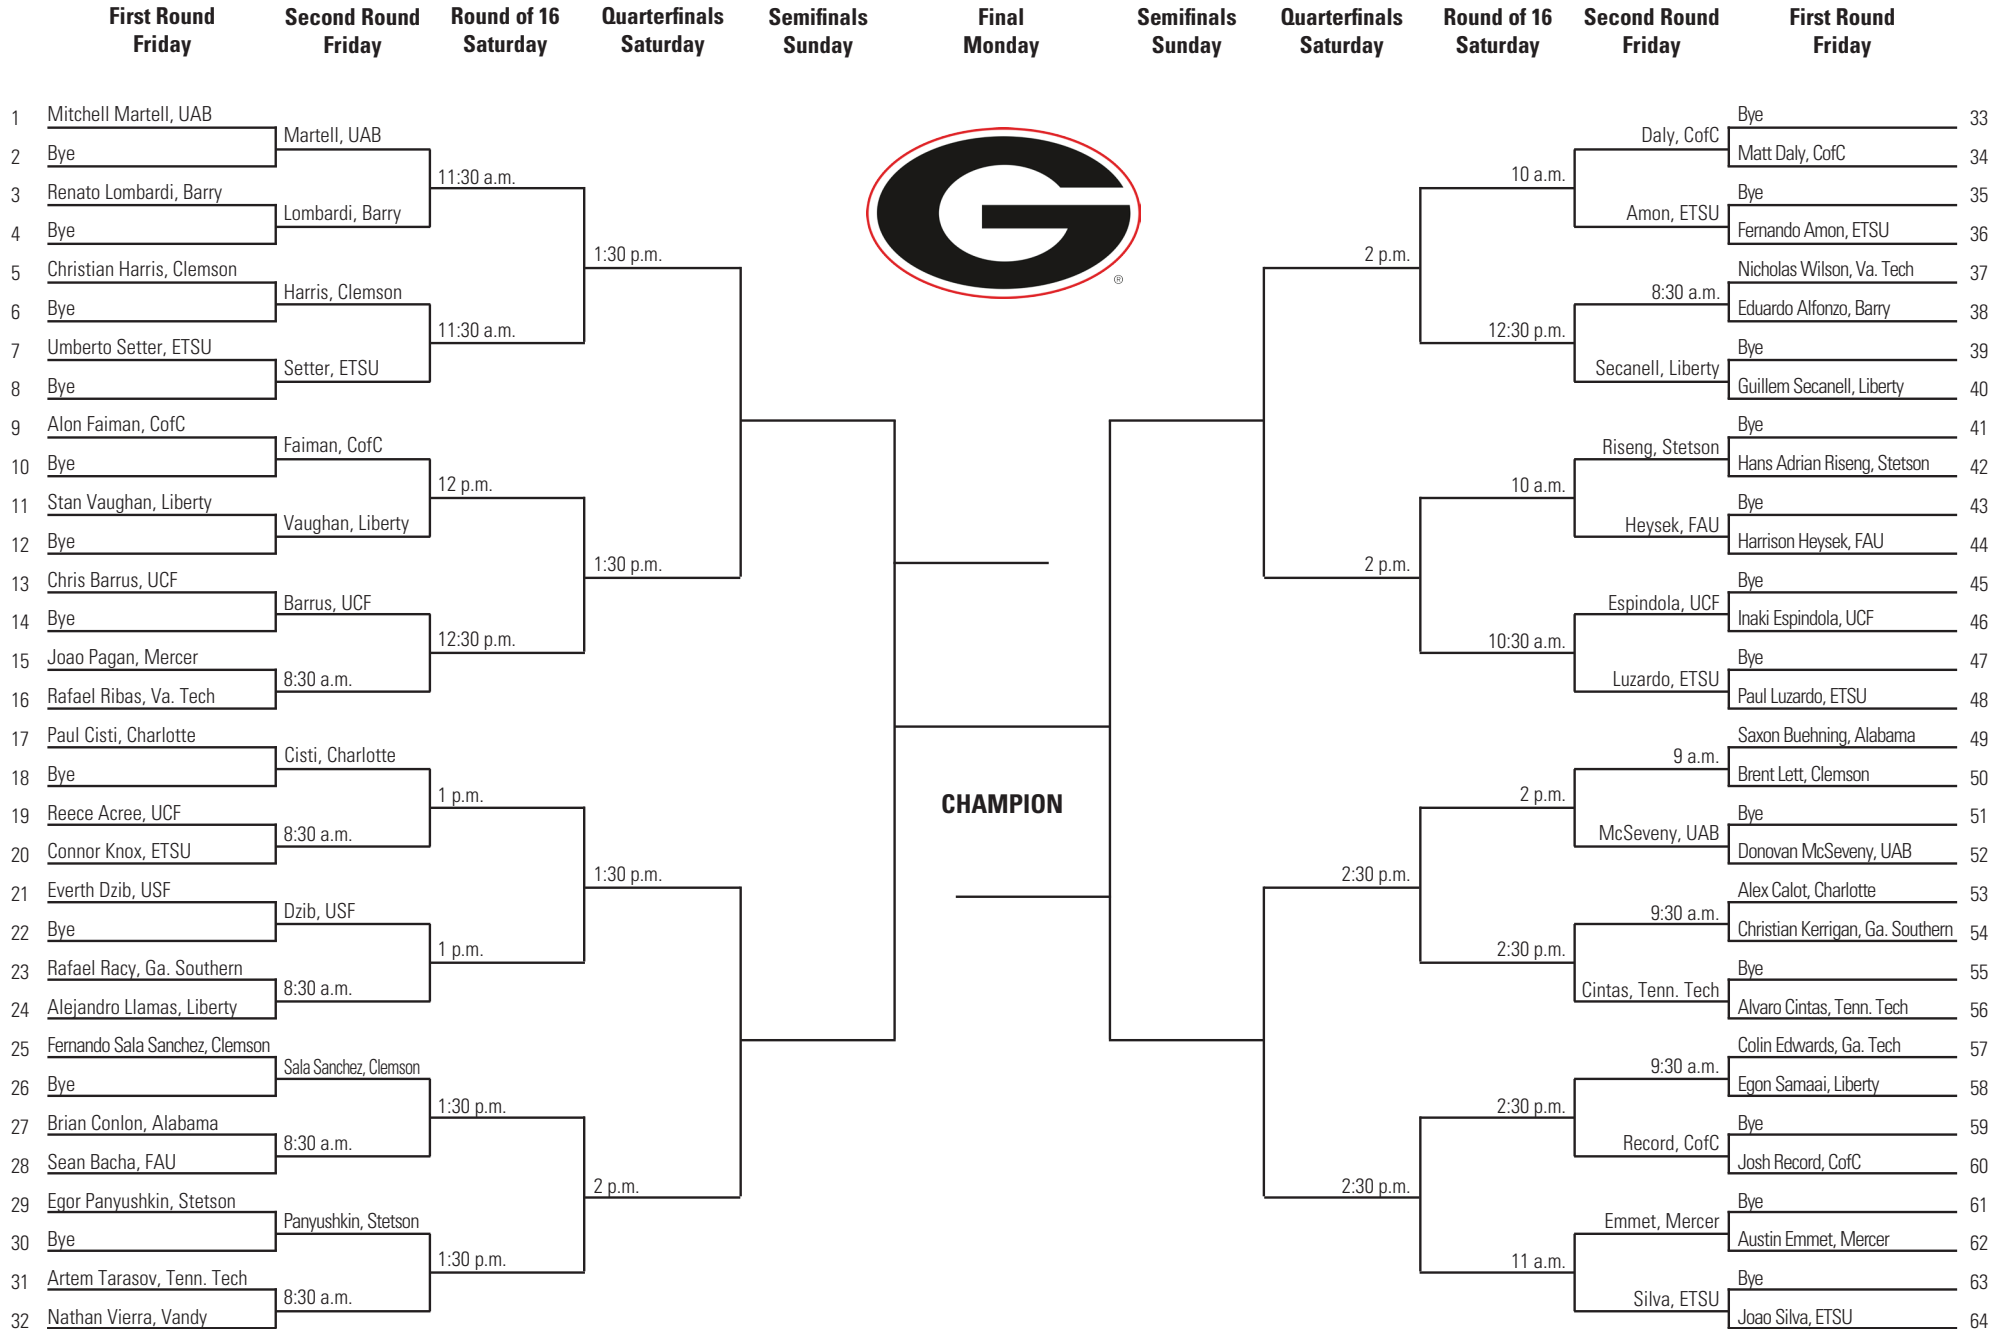 First Round
Friday
Second Round
Friday
Round of 16
Saturday
Quarterfinals
Saturday
Semifinals
Sunday
Final
Monday
Semifinals
Sunday
Quarterfinals
Saturday
Round of 16
Saturday
Second Round
Friday
First Round
Friday
1 Mitchell Martell, UAB
2 Bye
3 Renato Lombardi, Barry
4 Bye
5 Christian Harris, Clemson
6 Bye
7 Umberto Setter, ETSU
8 Bye
9 Alon Faiman, CofC
10 Bye
11 Stan Vaughan, Liberty
12 Bye
13 Chris Barrus, UCF
14 Bye
15 Joao Pagan, Mercer
16 Rafael Ribas, Va. Tech
17 Paul Cisti, Charlotte
18 Bye
19 Reece Acree, UCF
20 Connor Knox, ETSU
21 Everth Dzib, USF
22 Bye
23 Rafael Racy, Ga. Southern
24 Alejandro Llamas, Liberty
25 Fernando Sala Sanchez, Clemson
26 Bye
27 Brian Conlon, Alabama
28 Sean Bacha, FAU
29 Egor Panyushkin, Stetson
30 Bye
31 Artem Tarasov, Tenn. Tech
32 Nathan Vierra, Vandy
Martell, UAB
Lombardi, Barry
Harris, Clemson
Setter, ETSU
Faiman, CofC
Vaughan, Liberty
Barrus, UCF
8:30 a.m.
Cisti, Charlotte
8:30 a.m.
Dzib, USF
8:30 a.m.
Sala Sanchez, Clemson
8:30 a.m.
Panyushkin, Stetson
8:30 a.m.
11:30 a.m.
11:30 a.m.
12 p.m.
12:30 p.m.
1 p.m.
1 p.m.
1:30 p.m.
1:30 p.m.
1:30 p.m.
1:30 p.m.
1:30 p.m.
2 p.m.
G
®
CHAMPION
2 p.m.
2 p.m.
2:30 p.m.
2:30 p.m.
10 a.m.
12:30 p.m.
10 a.m.
10:30 a.m.
2 p.m.
2:30 p.m.
2:30 p.m.
11 a.m.
Daly, CofC
Amon, ETSU
8:30 a.m.
Secanell, Liberty
Riseng, Stetson
Heysek, FAU
Espindola, UCF
Luzardo, ETSU
9 a.m.
McSeveny, UAB
9:30 a.m.
Cintas, Tenn. Tech
9:30 a.m.
Record, CofC
Emmet, Mercer
Silva, ETSU
Bye 33
Matt Daly, CofC 34
Bye 35
Fernando Amon, ETSU 36
Nicholas Wilson, Va. Tech 37
Eduardo Alfonzo, Barry 38
Bye 39
Guillem Secanell, Liberty 40
Bye 41
Hans Adrian Riseng, Stetson 42
Bye 43
Harrison Heysek, FAU 44
Bye 45
Inaki Espindola, UCF 46
Bye 47
Paul Luzardo, ETSU 48
Saxon Buehning, Alabama 49
Brent Lett, Clemson 50
Bye 51
Donovan McSeveny, UAB 52
Alex Calot, Charlotte 53
Christian Kerrigan, Ga. Southern 54
Bye 55
Alvaro Cintas, Tenn. Tech 56
Colin Edwards, Ga. Tech 57
Egon Samaai, Liberty 58
Bye 59
Josh Record, CofC 60
Bye 61
Austin Emmet, Mercer 62
Bye 63
Joao Silva, ETSU 64